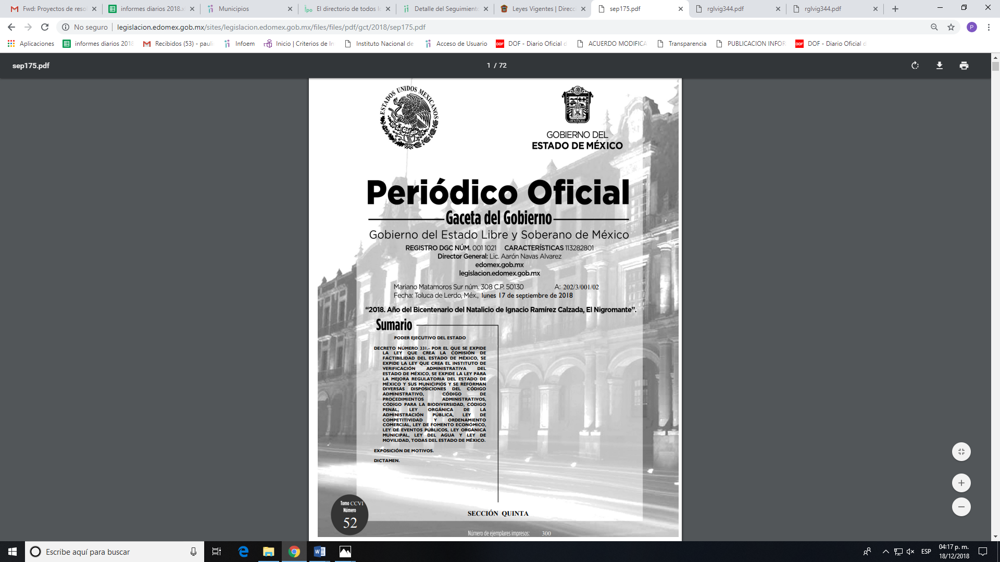 Fwd: Proyectos de reso
informes diarios 2018.x
Municipios
El directorio de todos l
Detalle del Seguimient
Leyes Vigentes | Direcc
sep175.pdf
rglvig344.pdf
rglvig344.pdf
No seguro
legislacion.edomex.gob.mx/sites/legislacion.edomex.gob.mx/files/files/pdf/gct/2018/sep175.pdf
P
Aplicaciones
informes diarios 2018
Recibidos (53) - pauli
Infoem
Inicio | Criterios de In
Instituto Nacional de
Acceso de Usuario
DOF - Diario Oficial d
ACUERDO MODIFICA
Transparencia
PUBLICACION INFOR
DOF - Diario Oficial d
sep175.pdf
1 / 72
ESTADOS UNIDOS MEXICANOS
GOBIERNO DEL
ESTADO DE MÉXICO
Periódico Oficial
Gaceta del Gobierno
Gobierno del Estado Libre y Soberano de México
REGISTRO DGC NÚM. 001 1021 CARACTERÍSTICAS 113282801
Director General: Lic. Aarón Navas Alvarez
edomex.gob.mx
legislacion.edomex.gob.mx
Mariano Matamoros Sur núm. 308 C.P. 50130 A: 202/3/001/02
Fecha: Toluca de Lerdo, Méx., lunes 17 de septiembre de 2018
“2018. Año del Bicentenario del Natalicio de Ignacio Ramírez Calzada, El Nigromante”.
Sumario
PODER EJECUTIVO DEL ESTADO
DECRETO NÚMERO 331.- POR EL QUE SE EXPIDE
LA LEY QUE CREA LA COMISIÓN DE
FACTIBILIDAD DEL ESTADO DE MÉXICO, SE
EXPIDE LA LEY QUE CREA EL INSTITUTO DE
VERIFICACIÓN ADMINISTRATIVA DEL
ESTADO DE MÉXICO, SE EXPIDE LA LEY PARA
LA MEJORA REGULATORIA DEL ESTADO DE
MÉXICO Y SUS MUNICIPIOS Y SE REFORMAN
DIVERSAS DISPOSICIONES DEL CÓDIGO
ADMINISTRATIVO, CÓDIGO DE
PROCEDIMIENTOS ADMINISTRATIVOS,
CÓDIGO PARA LA BIODIVERSIDAD, CÓDIGO
PENAL, LEY ORGÁNICA DE LA
ADMINISTRACIÓN PÚBLICA, LEY DE
COMPETITIVIDAD Y ORDENAMIENTO
COMERCIAL, LEY DE FOMENTO ECONÓMICO,
LEY DE EVENTOS PÚBLICOS, LEY ORGÁNICA
MUNICIPAL, LEY DEL AGUA Y LEY DE
MOVILIDAD, TODAS DEL ESTADO DE MÉXICO.
EXPOSICIÓN DE MOTIVOS.
DICTAMEN.
Tomo CCVI
Número
52
SECCIÓN QUINTA
Número de ejemplares impresos: 300
Escribe aquí para buscar
ESP
04:17 p. m.
18/12/2018